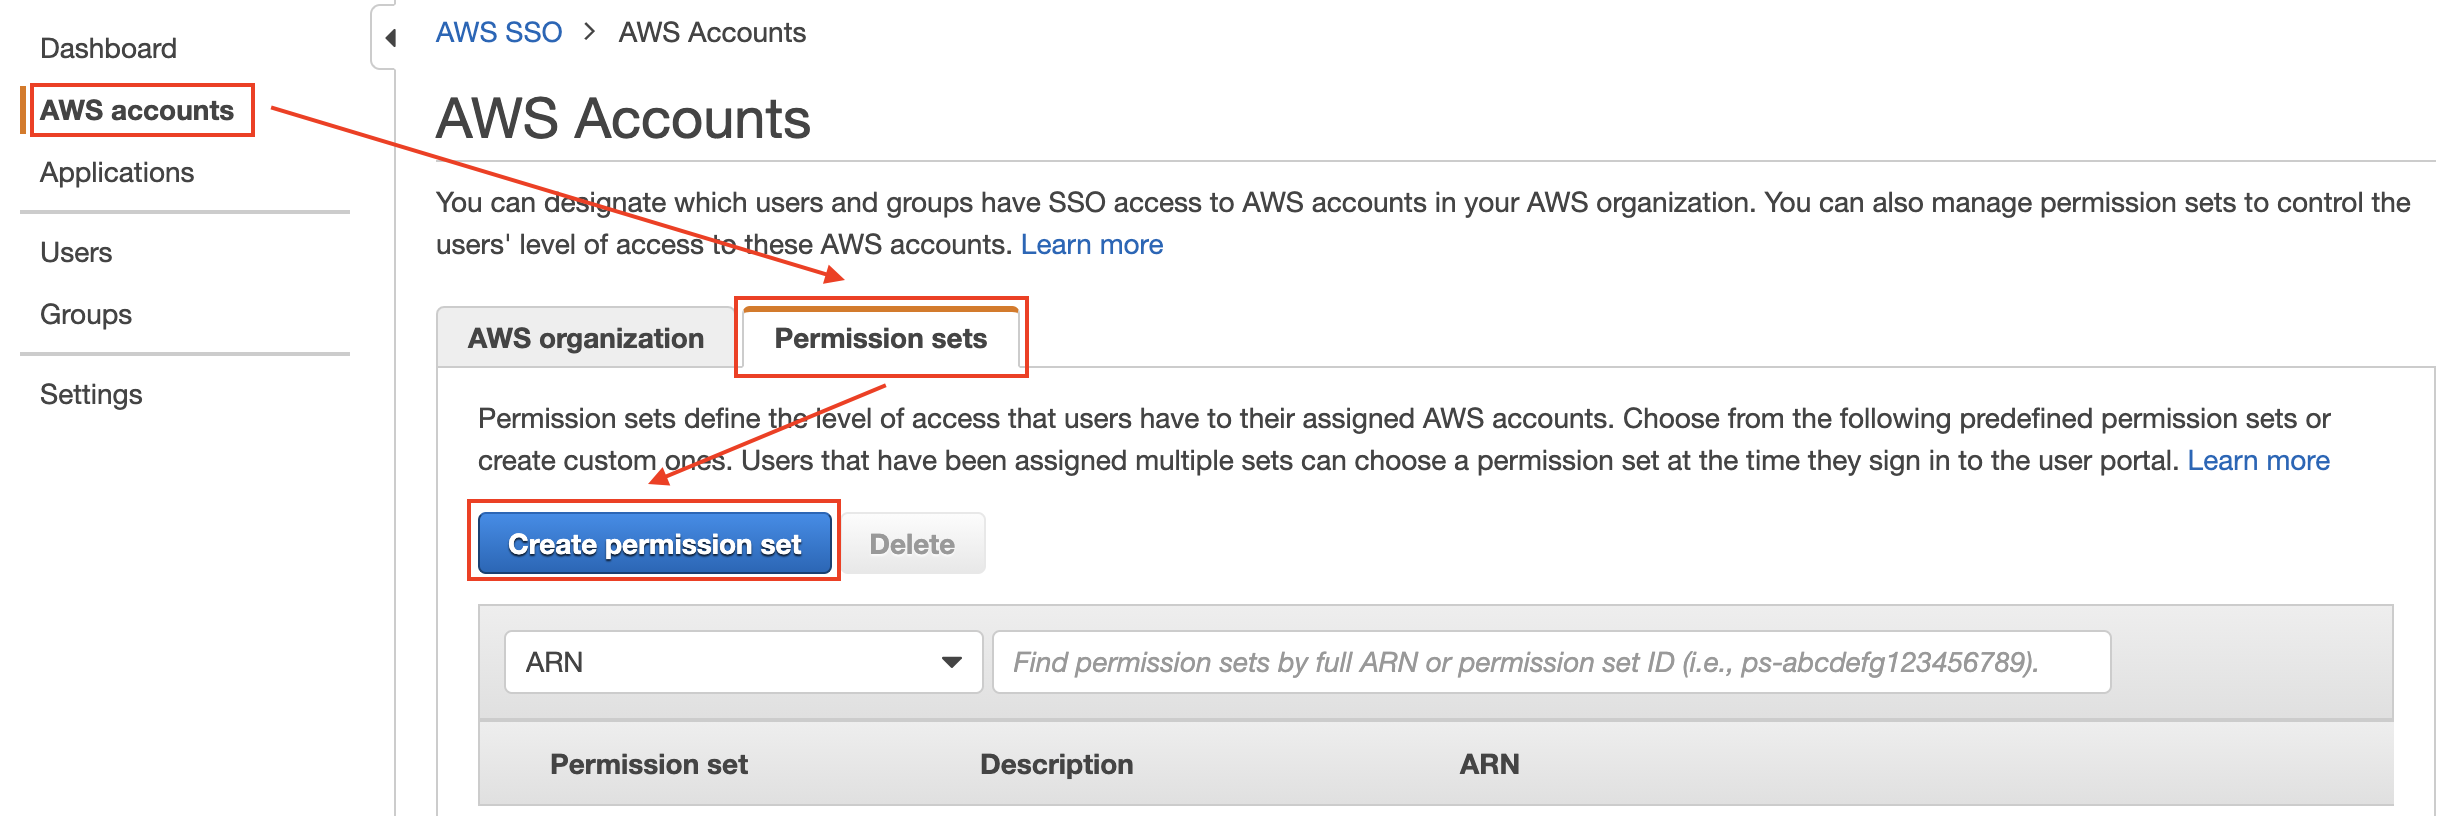 Dashboard
AWS accounts
Applications
Users
Groups
Settings
AWS SSO > AWS Accounts
AWS Accounts
You can designate which users and groups have SSO access to AWS accounts in your AWS organization. You can also manage permission sets to control the
users' level of access to these AWS accounts. Learn more
AWS organization
Permission sets
Permission sets define the level of access that users have to their assigned AWS accounts. Choose from the following predefined permission sets or
create custom ones. Users that have been assigned multiple sets can choose a permission set at the time they sign in to the user portal. Learn more
Create permission set
Delete
ARN
Find permission sets by full ARN or permission set ID (i.e., ps-abcdefg123456789).
Permission set
Description
ARN